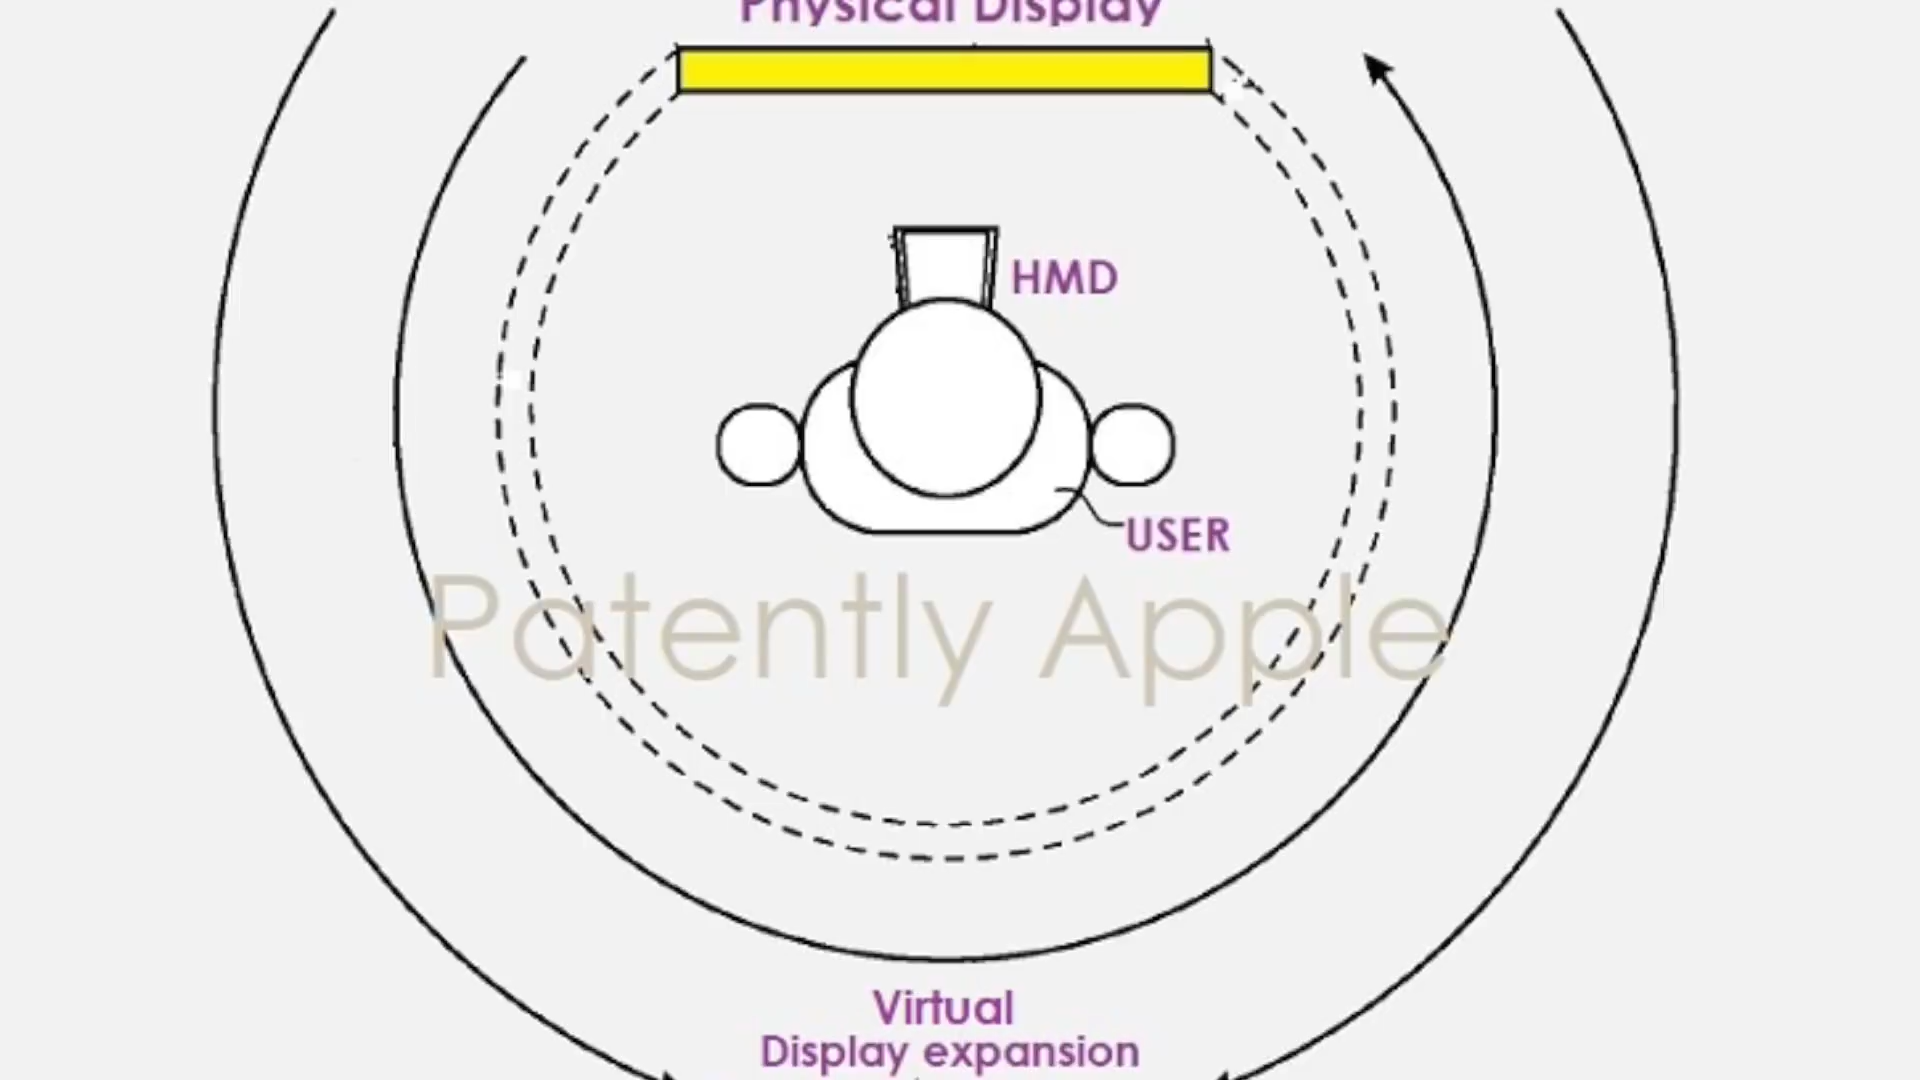 Physical Display
HMD
USER
Patently Apple
Virtual
Display expansion